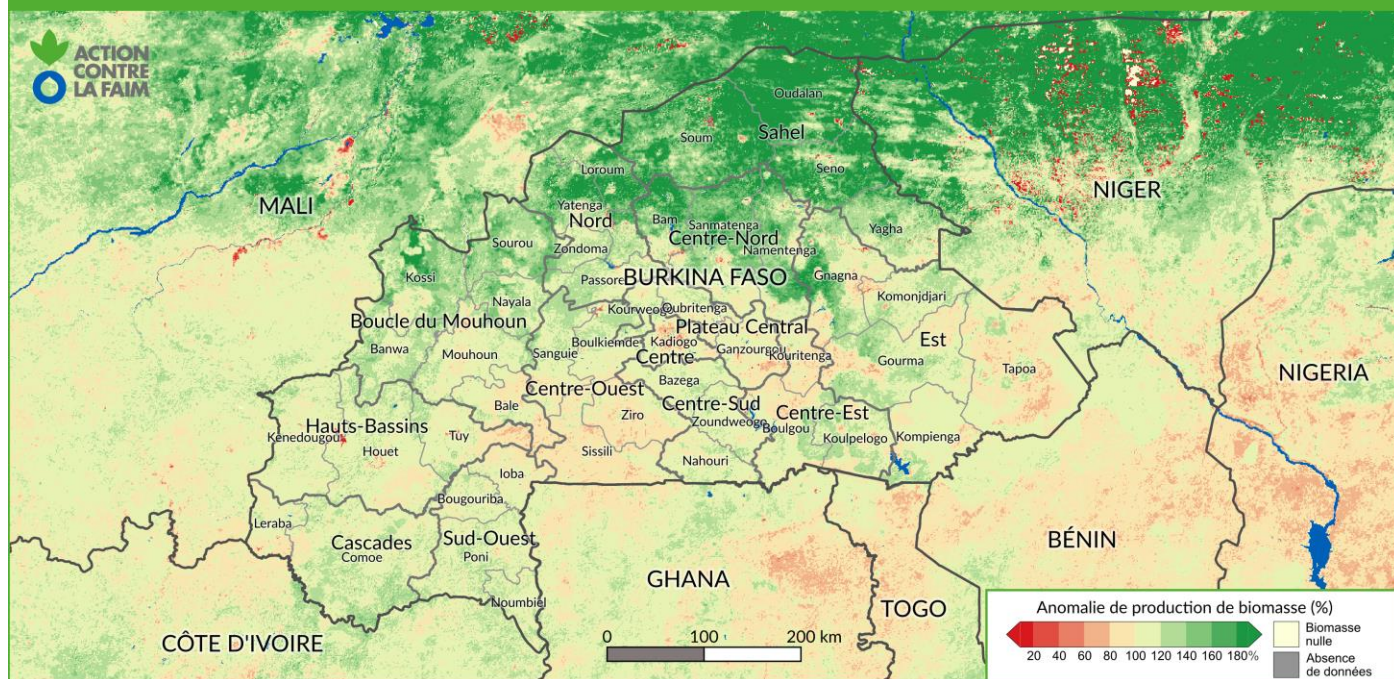 ACTION
CONTRE
LA FAIM
Oudalan
Soum
Sahel
Seno
Loroum
NIGER
MALI
Yatenga
Nord
Bam
Sanmatenga
Centre-Nord
Yagha
Sourou
Zondoma
Namentenga
Kossi
Passore
BURKINA FASO
Gnagna
Komonjdjari
Nayala
Kourweogo
Oubritenga
Boucle du Mouhoun
Plateau Central
Est
Banwa
Mouhoun
Sanguie
Boulkiemde
Kadiogo
Ganzourgou
Kouritenga
Gourma
Centre
Tapoa
NIGERIA
Bazega
Centre-Ouest
Bale
Ziro
Centre-Sud
Centre-Est
Zoundweogo
Boulgou
Hauts-Bassins
Kenedougou
Tuy
Houet
Sissili
Nahouri
Koulpelogo
Kompienga
Ioba
Bougouriba
Leraba
Cascades
Comoe
Sud-Ouest
Poni
BÉNIN
GHANA
Noumbiel
TOGO
CÔTE D'IVOIRE
0 100 200 km
Anomalie de production de biomasse (%)
20 40 60 80 100 120 140 160 180%
Biomasse
nulle
Absence
de données